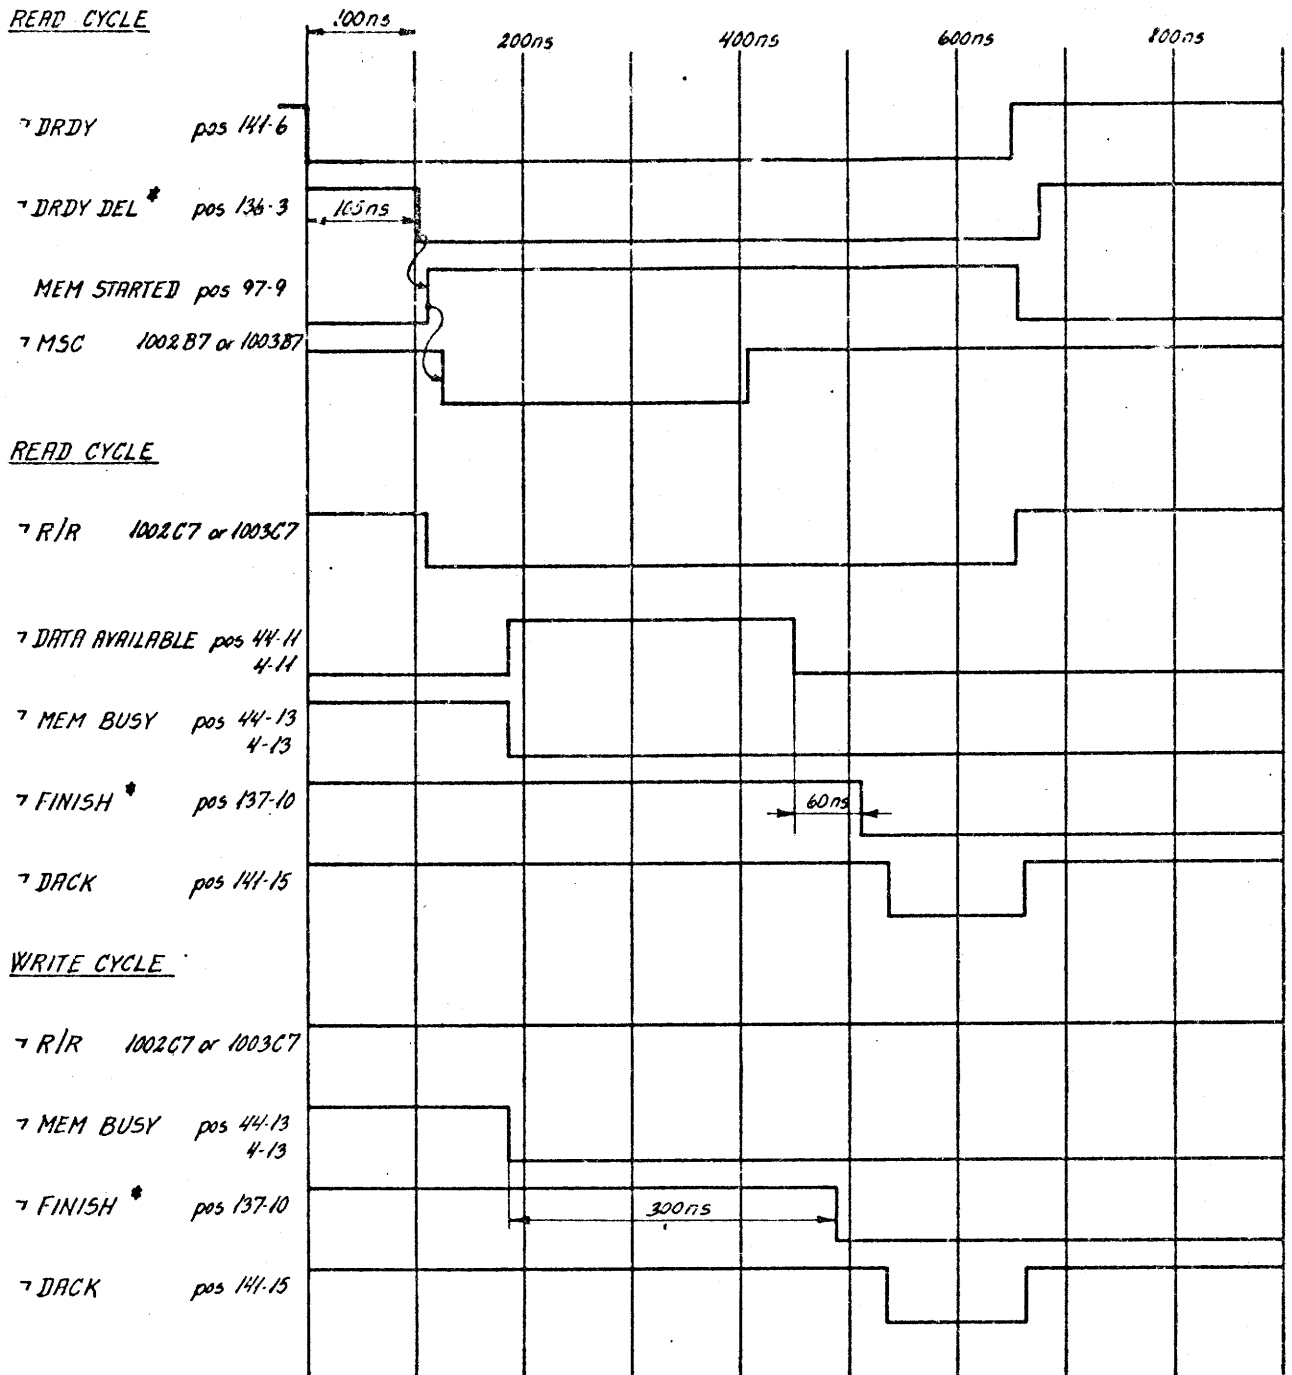 READ CYCLE
100ns
200ns 400ns 600ns 800ns
¬ DRDY pos 141-6
¬ DRDY DEL * pos 136-3 105ns
MEM STARTED pos 97-9
¬ MSC 1002B7 or 1003B7
READ CYCLE
¬ R/R 1002C7 or 1003C7
¬ DATA AVAILABLE pos 44-11
4-11
¬ MEM BUSY pos 44-13
4-13
¬ FINISH * pos 137-10 60ns
¬ DACK pos 141-15
WRITE CYCLE
¬ R/R 1002C7 or 1003C7
¬ MEM BUSY pos 44-13
4-13
¬ FINISH * pos 137-10 300ns
¬ DACK pos 141-15